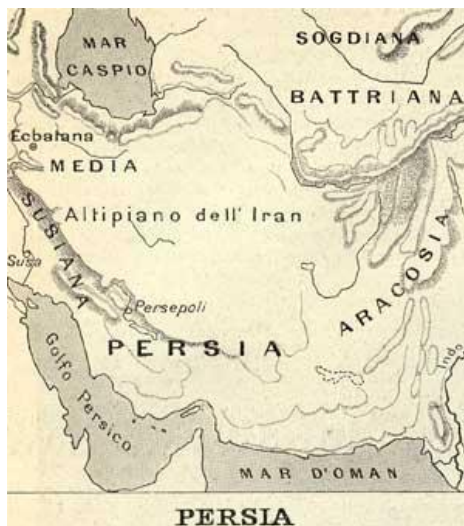 MAR
CASPIO
SOGDIANA
BATTRIANA
Ecbatana
MEDIA
SUSIANA
Altipiano dell' Iran
Susa
Persepoli
ARACOSIA
PERSIA
Golfo
Persico
Indo
MAR D'OMAN
PERSIA